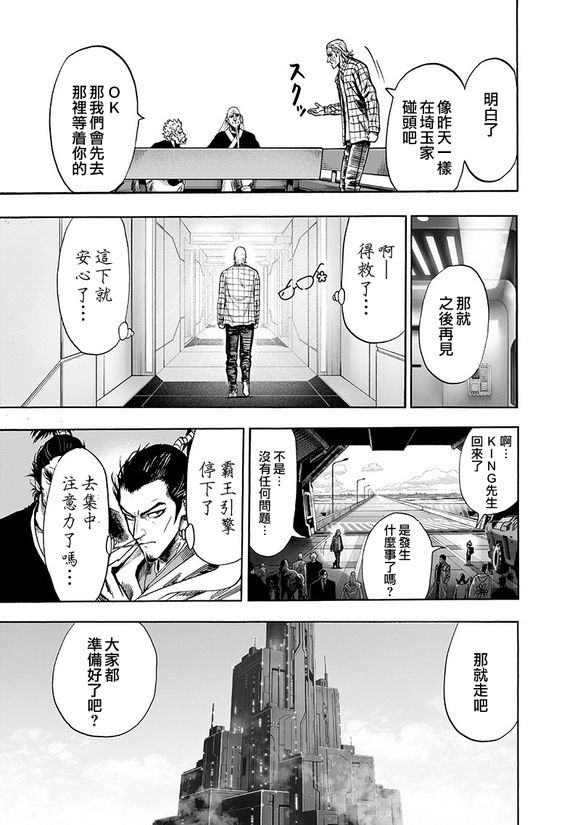 明白了
像昨天一樣
在埼玉家
碰頭吧
スクッ
OK
那我們會先去
那裡等着你的
那就
之後再見
啊—
得救了…
這下就
安心了…
啊…
KING先生
回來了
是發生
什麼事了嗎?
不是…
沒有任何
問題…
霸王引擎
停下了
去集中
注意力了嗎…
那就走吧
大家都
準備好了吧?